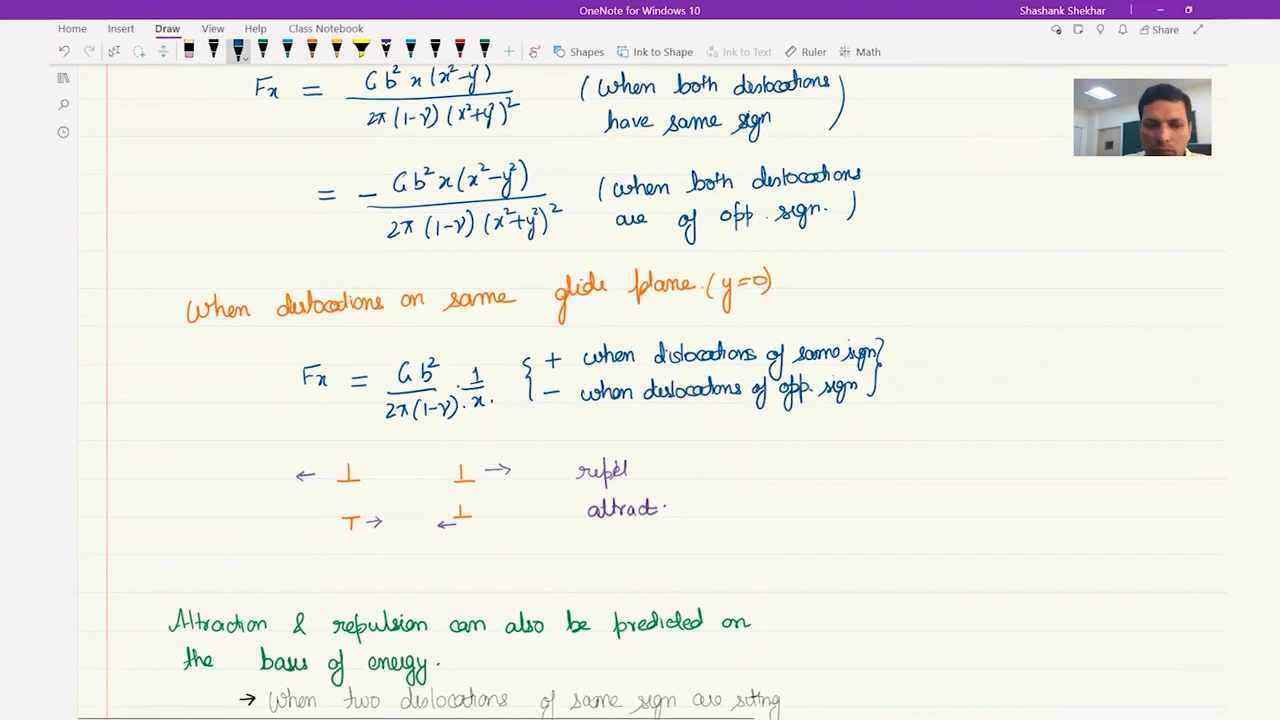 OneNote for Windows 10
Shashank Shekhar
Home Insert Draw View Help Class Notebook
Share
Shapes Ink to Shape Ink to Text Ruler Math
Fx = Gb² x (x²-y²) / 2π (1-ν) (x²+y²)² (When both dislocations
have same sign)
= - Gb² x (x²-y²) / 2π (1-ν) (x²+y²)² (when both dislocations
are of opp. sign.)
When dislocations on same glide plane. (y=0)
Fx = Gb² / 2π(1-ν) . 1/x. { + when dislocations of same sign
- when dislocations of opp. sign }
← ⊥ ⊥ → repel
⊤ → ← ⊥ attract.
Attraction & repulsion can also be predicted on
the basis of energy.
→ When two dislocations of same sign are sitting